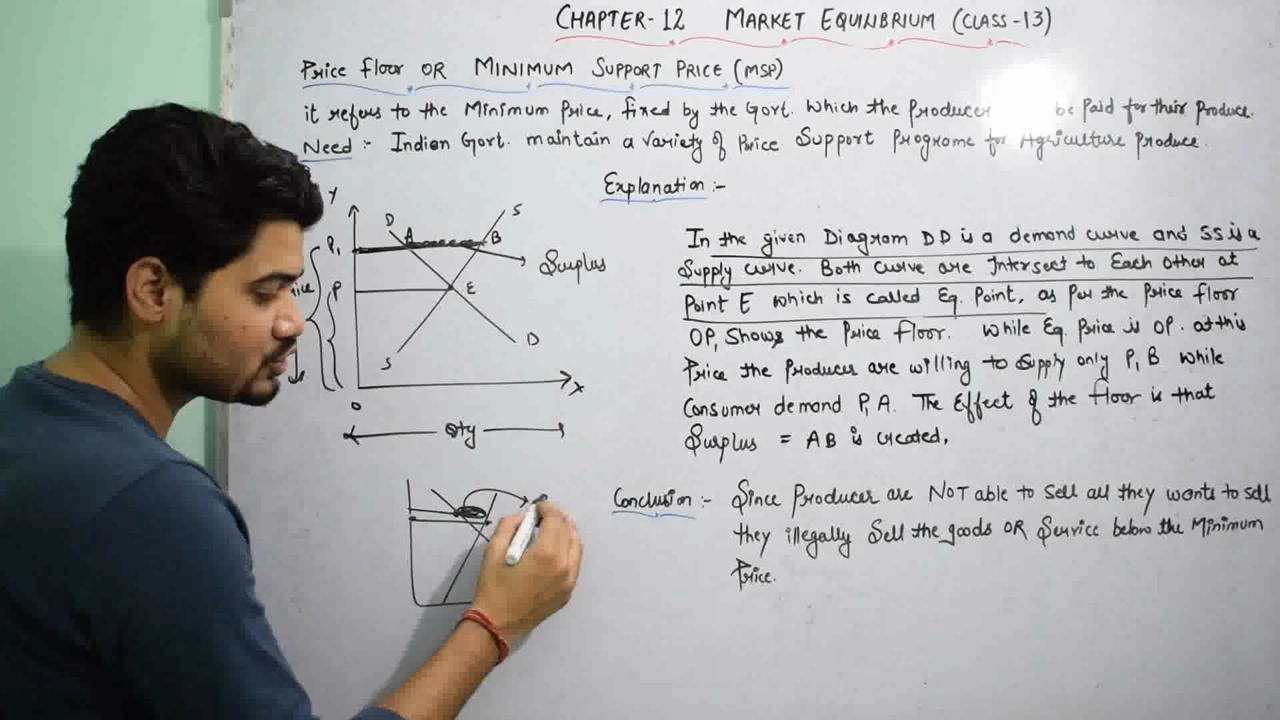 CHAPTER-12 MARKET EQUILIBRIUM (CLASS-13)
Price floor OR MINIMUM SUPPORT PRICE (MSP)
it refers to the Minimum Price, fixed by the Govt. which the Producer be Paid for their Produce.
Need :- Indian Govt. maintain a variety of Price Support Programe for Agriculture Produce.
Explanation :-
Y
D
S
P1
A
B
Surplus
P
E
S
D
O
X
Qty
In the given Diagram DD is a demand curve and SS is a
Supply curve. Both Curve are Intersect to Each other at
Point E which is called Eq. Point, as Per the Price floor
OP1 Shows the Price floor. While Eq. Price is OP. at this
Price the Producer are willing to Supply only P1 B while
Consumer demand P1 A. The Effect of the floor is that
Surplus = AB is created.
Conclusion :- Since Producer are NOT able to Sell all they wants to sell
they illegally Sell the goods OR Service below the Minimum
Price.